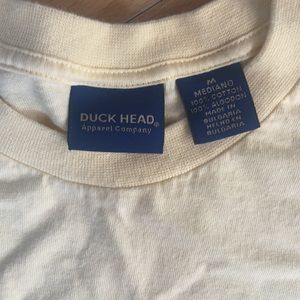 DUCK HEAD®
Apparel Company
M
MEDIANO
100% COTTON
100% ALGODON
MADE IN
BULGARIA
HECHO EN
BULGARIA